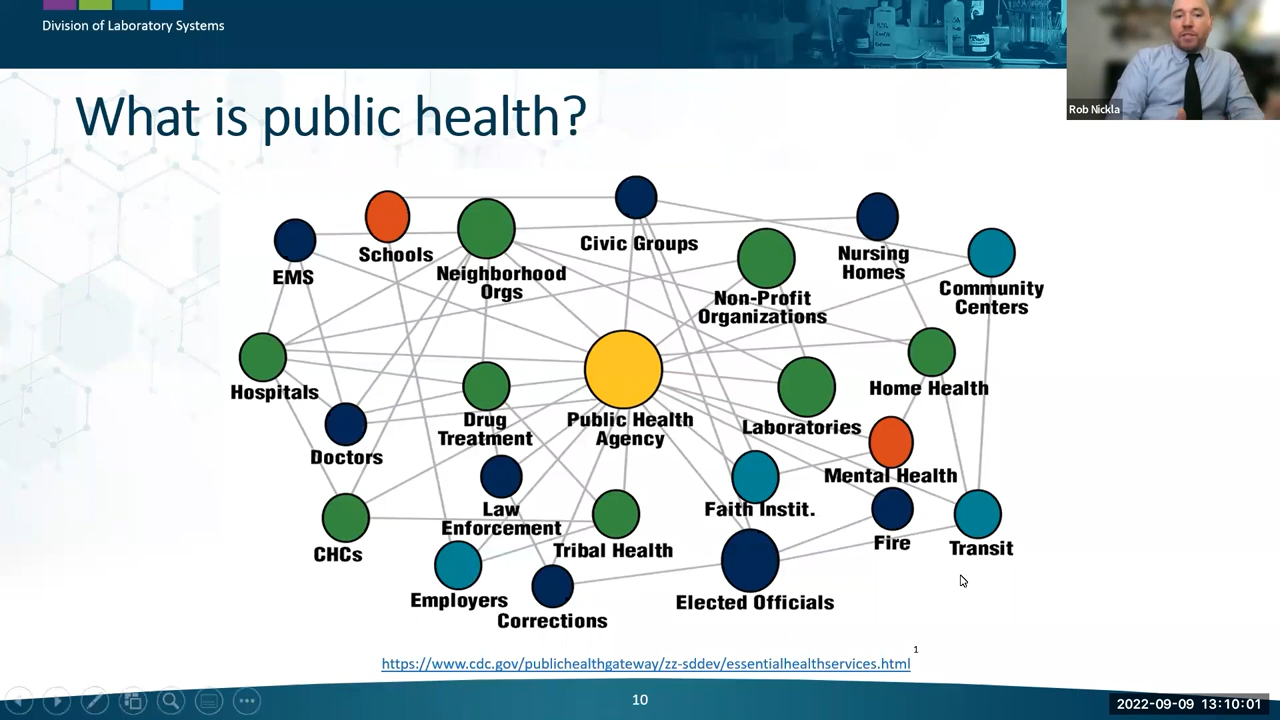 Division of Laboratory Systems
Rob Nickla
What is public health?
EMS
Schools
Neighborhood
Orgs
Civic Groups
Non-Profit
Organizations
Nursing
Homes
Community
Centers
Hospitals
Doctors
Drug
Treatment
Public Health
Agency
Laboratories
Home Health
Mental Health
CHCs
Law
Enforcement
Tribal Health
Faith Instit.
Fire
Transit
Employers
Corrections
Elected Officials
https://www.cdc.gov/publichealthgateway/zz-sddev/essentialhealthservices.html 1
10
2022-09-09 13:10:01